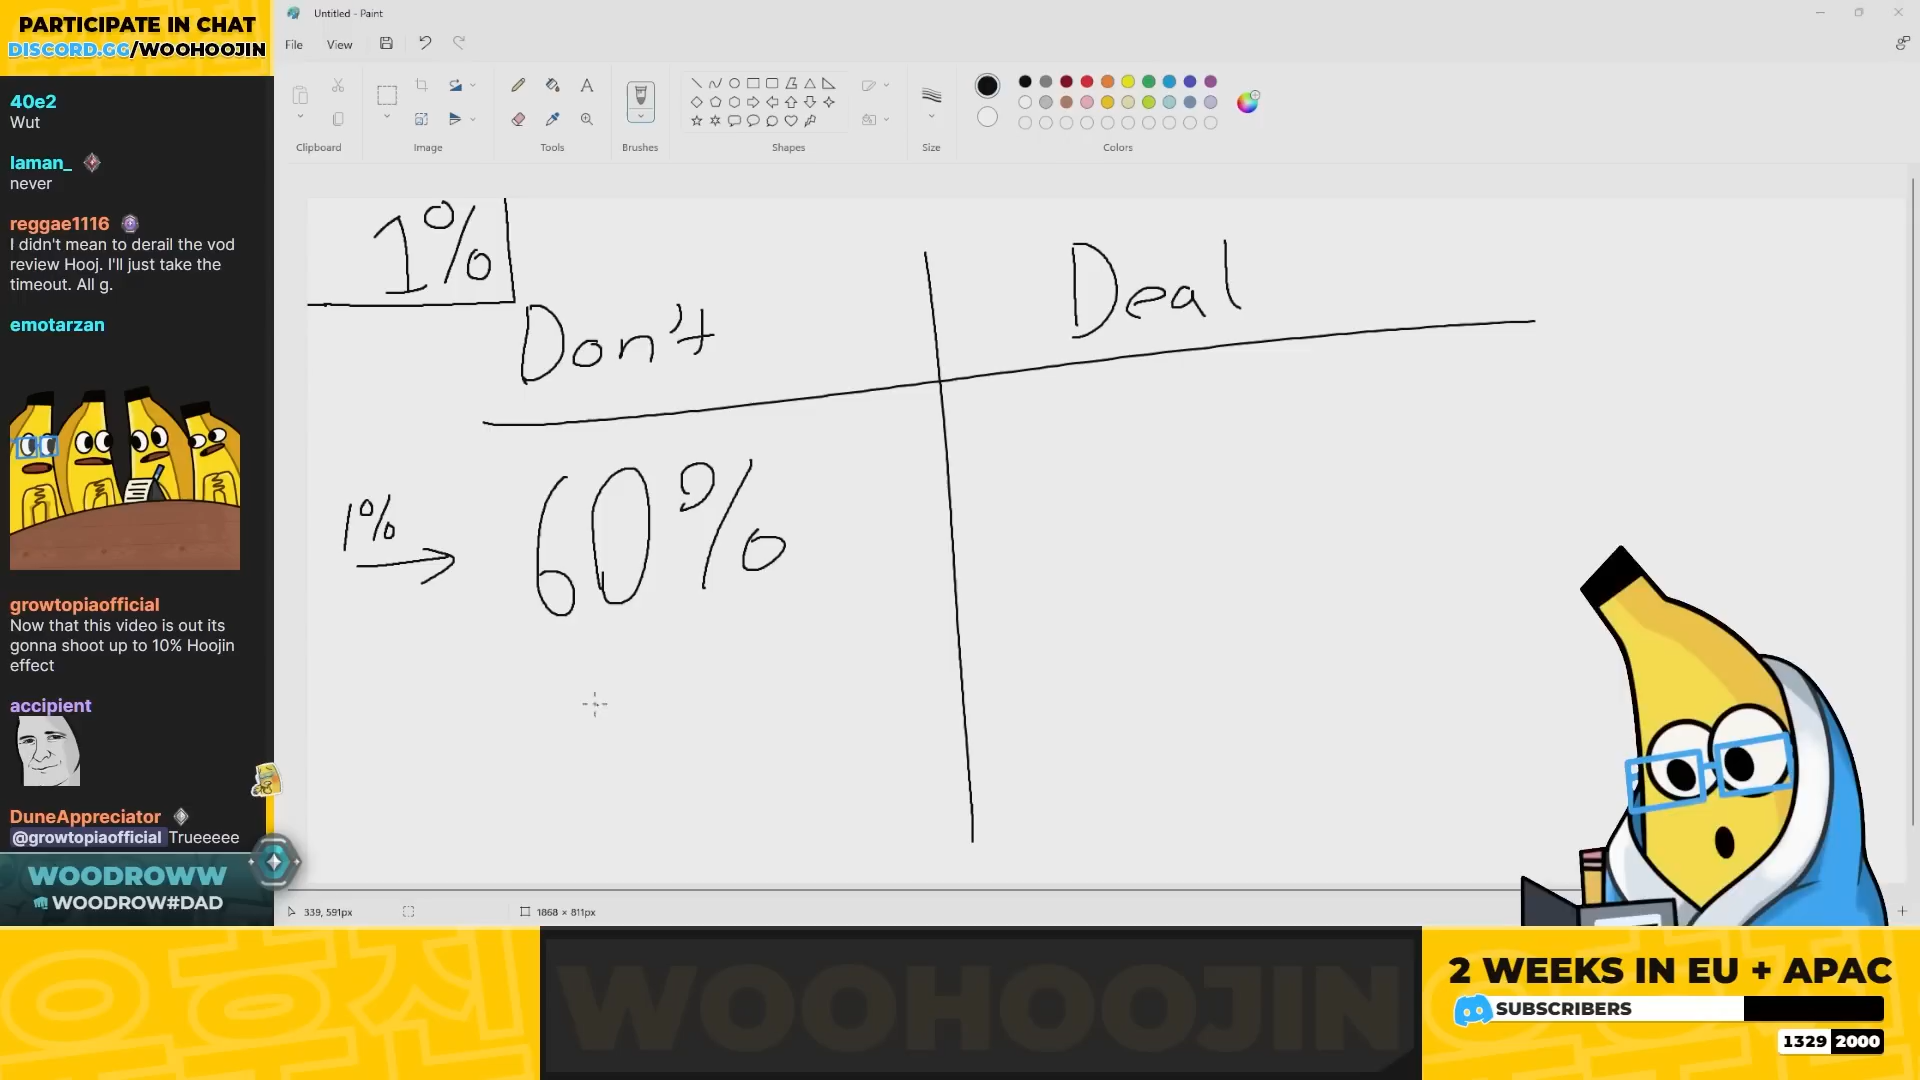 PARTICIPATE IN CHAT
DISCORD.GG/WOOHOOJIN
40e2
Wut
laman_
never
reggae1116
I didn't mean to derail the vod
review Hooj. I'll just take the
timeout. All g.
emotarzan
growtopiaofficial
Now that this video is out its
gonna shoot up to 10% Hoojin
effect
accipient
DuneAppreciator
@growtopiaofficial Trueeeee
WOODROWW
WOODROW#DAD
Untitled - Paint
File View
Clipboard Image Tools Brushes Shapes Size Colors
1%
Don't
Deal
1%
60%
339, 591px
1868 × 811px
우후진
WOOHOOJIN
2 WEEKS IN EU + APAC
SUBSCRIBERS
1329 2000